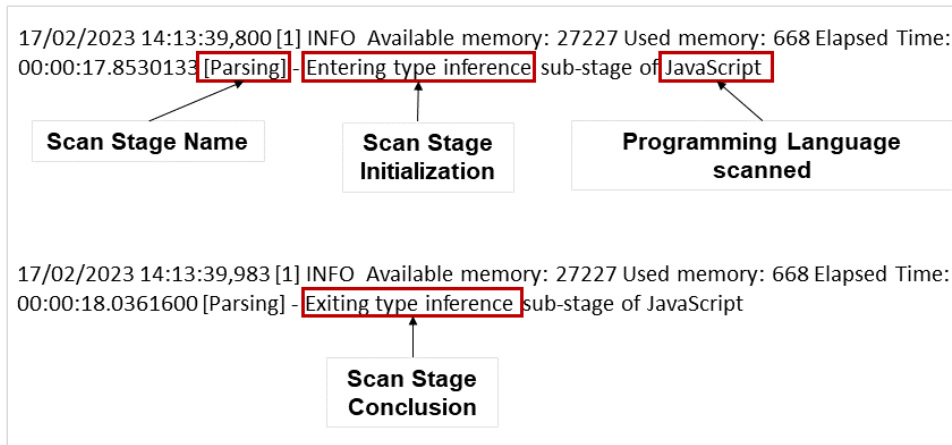 17/02/2023 14:13:39,800 [1] INFO Available memory: 27227 Used memory: 668 Elapsed Time:
00:00:17.8530133 [Parsing] - Entering type inference sub-stage of JavaScript
Scan Stage Name
Scan Stage
Initialization
Programming Language
scanned
17/02/2023 14:13:39,983 [1] INFO Available memory: 27227 Used memory: 668 Elapsed Time:
00:00:18.0361600 [Parsing] - Exiting type inference sub-stage of JavaScript
Scan Stage
Conclusion